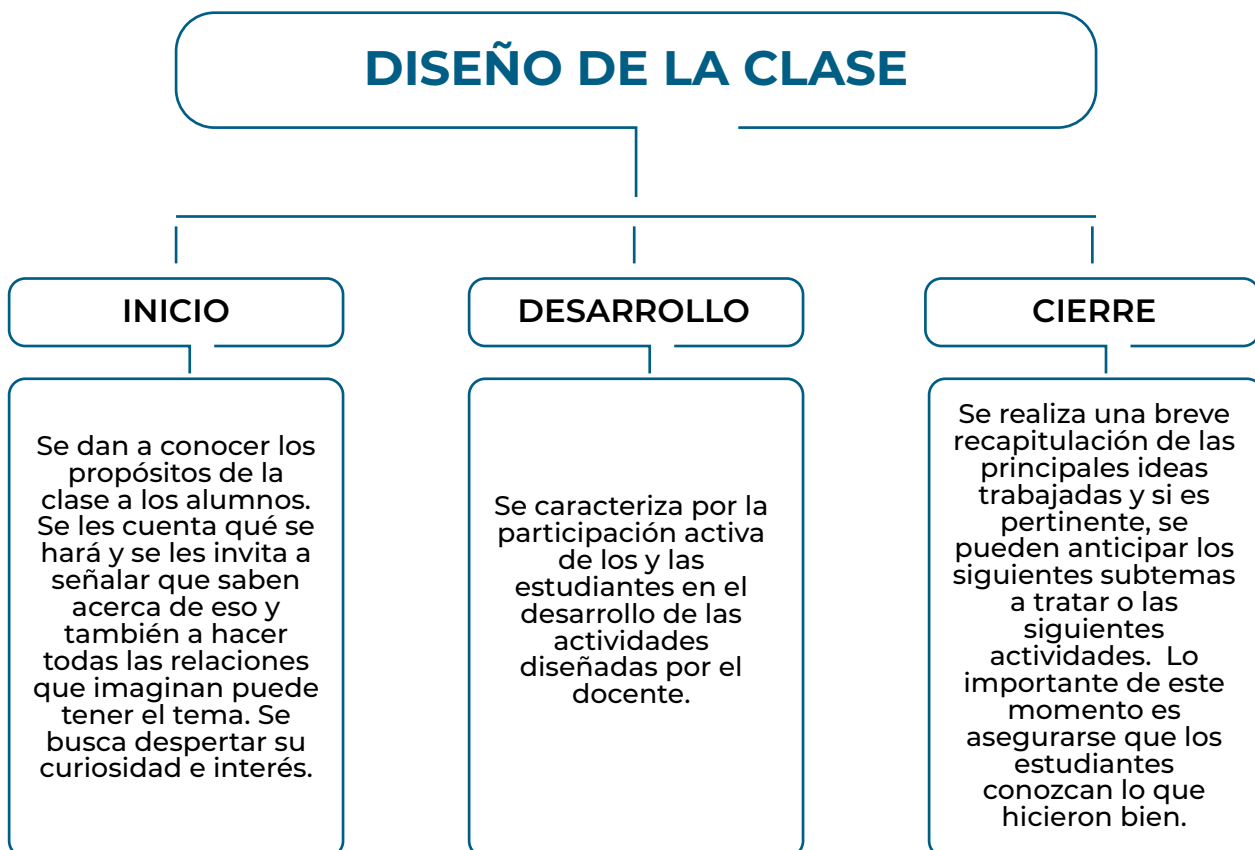 DISEÑO DE LA CLASE
INICIO
Se dan a conocer los
propósitos de la
clase a los alumnos.
Se les cuenta qué se
hará y se les invita a
señalar que saben
acerca de eso y
también a hacer
todas las relaciones
que imaginan puede
tener el tema. Se
busca despertar su
curiosidad e interés.
DESARROLLO
Se caracteriza por la
participación activa
de los y las
estudiantes en el
desarrollo de las
actividades
diseñadas por el
docente.
CIERRE
Se realiza una breve
recapitulación de las
principales ideas
trabajadas y si es
pertinente, se
pueden anticipar los
siguientes subtemas
a tratar o las
siguientes
actividades. Lo
importante de este
momento es
asegurarse que los
estudiantes
conozcan lo que
hicieron bien.